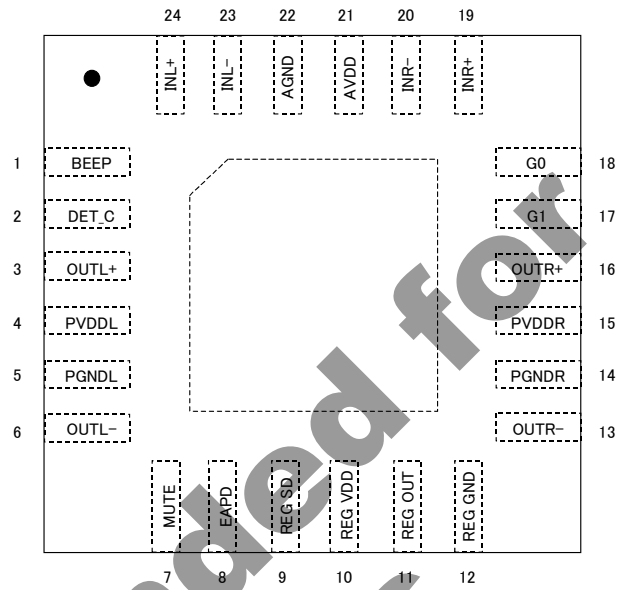 24 23 22 21 20 19
INL+ INL- AGND AVDD INR- INR+
1 BEEP G0 18
2 DET_C G1 17
3 OUTL+ OUTR+ 16
4 PVDDL PVDDR 15
5 PGNDL PGNDR 14
6 OUTL- OUTR- 13
MUTE EAPD REG SD REG VDD REG OUT REG GND
7 8 9 10 11 12
nded for